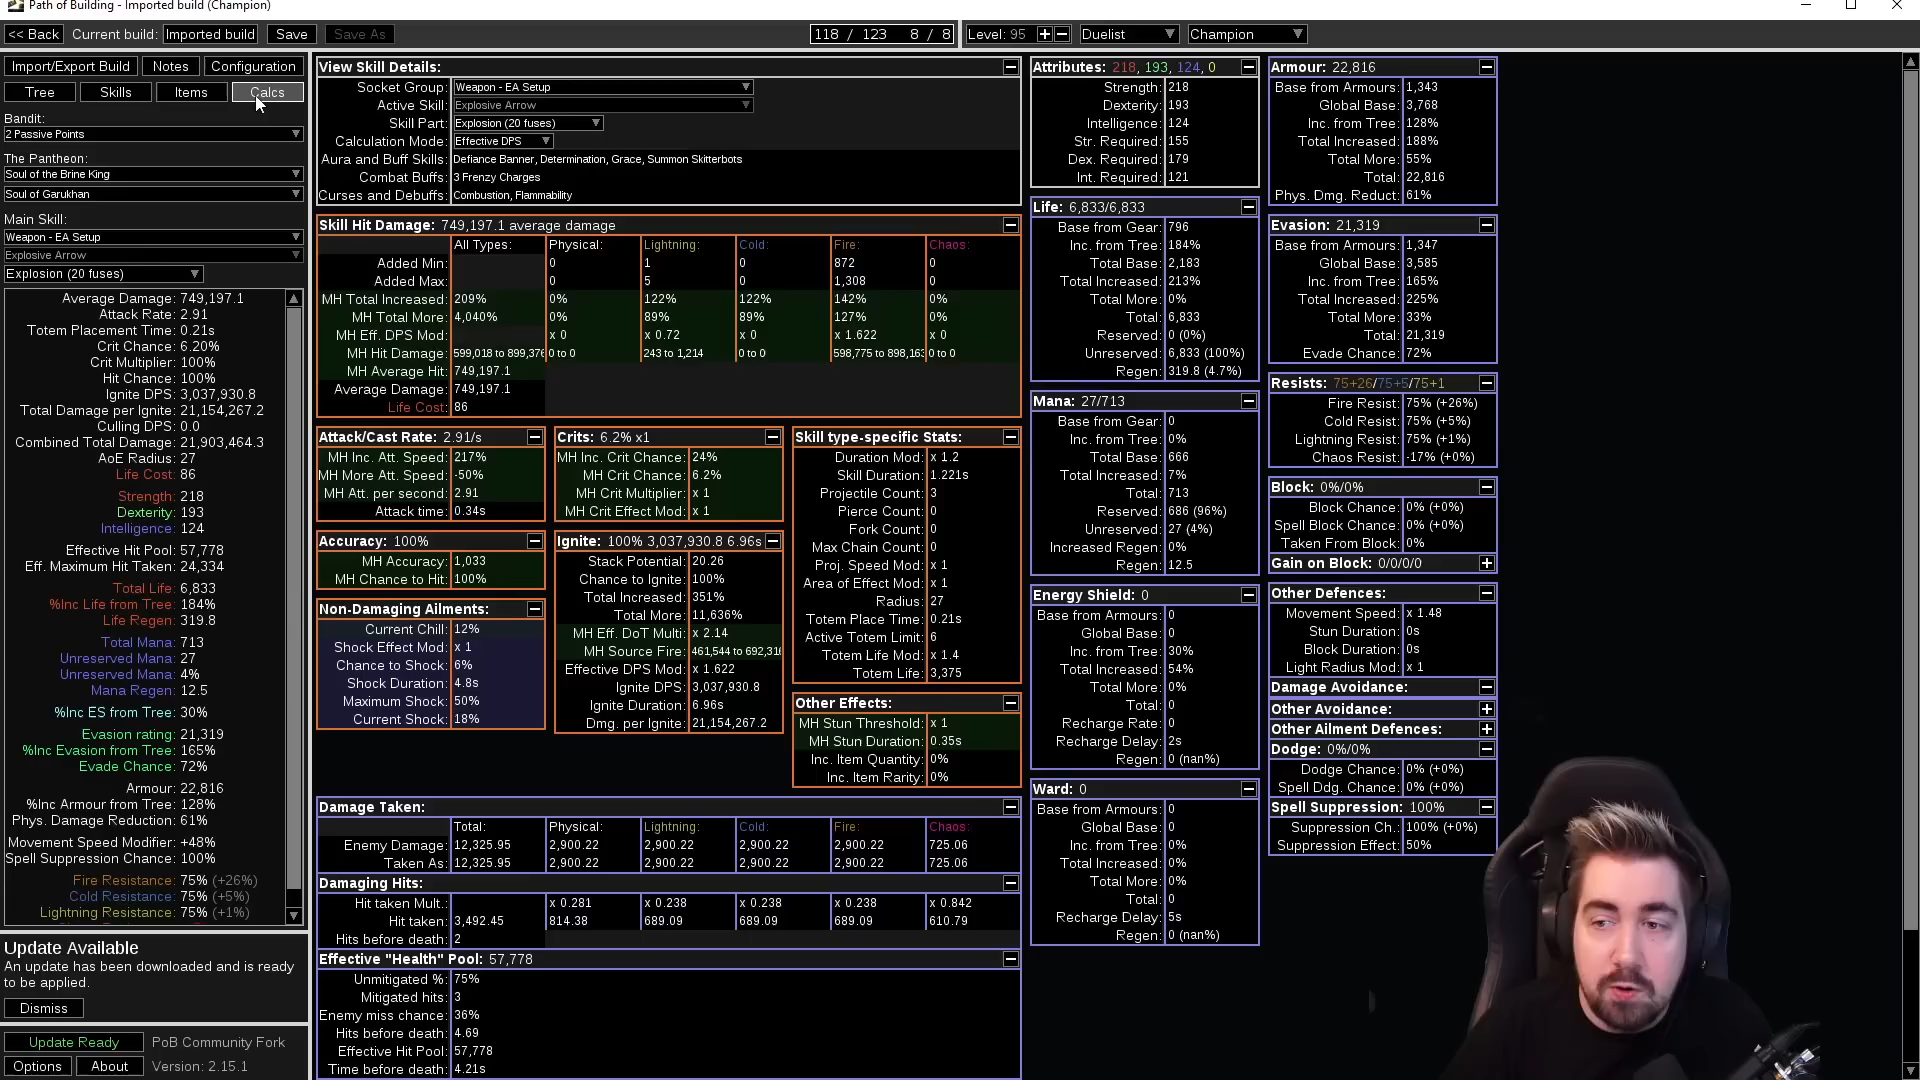 Path of Building - Imported build (Champion)
<< Back Current build: Imported build Save Save As 118 / 123 8 / 8 Level: 95 Duelist Champion
Import/Export Build Notes Configuration
Tree Skills Items Calcs
Bandit:
2 Passive Points
The Pantheon:
Soul of the Brine King
Soul of Garukhan
Main Skill:
Weapon - EA Setup
Explosive Arrow
Explosion (20 fuses)
Average Damage: 749,197.1
Attack Rate: 2.91
Totem Placement Time: 0.21s
Crit Chance: 6.20%
Crit Multiplier: 100%
Hit Chance: 100%
Ignite DPS: 3,037,930.8
Total Damage per Ignite: 21,154,267.2
Culling DPS: 0.0
Combined Total Damage: 21,903,464.3
AoE Radius: 27
Life Cost: 86
Strength: 218
Dexterity: 193
Intelligence: 124
Effective Hit Pool: 57,778
Eff. Maximum Hit Taken: 24,334
Total Life: 6,833
%Inc Life from Tree: 184%
Life Regen: 319.8
Total Mana: 713
Unreserved Mana: 27
Unreserved Mana: 4%
Mana Regen: 12.5
%Inc ES from Tree: 30%
Evasion rating: 21,319
%Inc Evasion from Tree: 165%
Evade Chance: 72%
Armour: 22,816
%Inc Armour from Tree: 128%
Phys. Damage Reduction: 61%
Movement Speed Modifier: +48%
Spell Suppression Chance: 100%
Fire Resistance: 75% (+26%)
Cold Resistance: 75% (+5%)
Lightning Resistance: 75% (+1%)
Update Available
An update has been downloaded and is ready
to be applied.
Dismiss
Update Ready PoB Community Fork
Options About Version: 2.15.1
View Skill Details:
Socket Group: Weapon - EA Setup
Active Skill: Explosive Arrow
Skill Part: Explosion (20 fuses)
Calculation Mode: Effective DPS
Aura and Buff Skills: Defiance Banner, Determination, Grace, Summon Skitterbots
Combat Buffs: 3 Frenzy Charges
Curses and Debuffs: Combustion, Flammability
Skill Hit Damage: 749,197.1 average damage
All Types: Physical: Lightning: Cold: Fire: Chaos:
Added Min: 0 1 0 872 0
Added Max: 0 5 0 1,308 0
MH Total Increased: 209% 0% 122% 122% 142% 0%
MH Total More: 4,040% 0% 89% 89% 127% 0%
MH Eff. DPS Mod: x 0 x 0.72 x 0 x 1.622 x 0
MH Hit Damage: 599,018 to 899,376 0 to 0 243 to 1,214 0 to 0 598,775 to 898,163 0 to 0
MH Average Hit: 749,197.1
Average Damage: 749,197.1
Life Cost: 86
Attack/Cast Rate: 2.91/s
MH Inc. Att. Speed: 217%
MH More Att. Speed: -50%
MH Att. per second: 2.91
Attack time: 0.34s
Accuracy: 100%
MH Accuracy: 1,033
MH Chance to Hit: 100%
Non-Damaging Ailments:
Current Chill: 12%
Shock Effect Mod: x 1
Chance to Shock: 6%
Shock Duration: 4.8s
Maximum Shock: 50%
Current Shock: 18%
Crits: 6.2% x1
MH Inc. Crit Chance: 24%
MH Crit Chance: 6.2%
MH Crit Multiplier: x 1
MH Crit Effect Mod: x 1
Ignite: 100% 3,037,930.8 6.96s
Stack Potential: 20.26
Chance to Ignite: 100%
Total Increased: 351%
Total More: 11,636%
MH Eff. DoT Multi: x 2.14
MH Source Fire: 461,544 to 692,316
Effective DPS Mod: x 1.622
Ignite DPS: 3,037,930.8
Ignite Duration: 6.96s
Dmg. per Ignite: 21,154,267.2
Skill type-specific Stats:
Duration Mod: x 1.2
Skill Duration: 1.221s
Projectile Count: 3
Pierce Count: 0
Fork Count: 0
Max Chain Count: 0
Proj. Speed Mod: x 1
Area of Effect Mod: x 1
Radius: 27
Totem Place Time: 0.21s
Active Totem Limit: 6
Totem Life Mod: x 1.4
Totem Life: 3,375
Other Effects:
MH Stun Threshold: x 1
MH Stun Duration: 0.35s
Inc. Item Quantity: 0%
Inc. Item Rarity: 0%
Damage Taken:
Total: Physical: Lightning: Cold: Fire: Chaos:
Enemy Damage: 12,325.95 2,900.22 2,900.22 2,900.22 2,900.22 725.06
Taken As: 12,325.95 2,900.22 2,900.22 2,900.22 2,900.22 725.06
Damaging Hits:
Hit taken Mult.: x 0.281 x 0.238 x 0.238 x 0.238 x 0.842
Hit taken: 3,492.45 814.38 689.09 689.09 689.09 610.79
Hits before death: 2
Effective "Health" Pool: 57,778
Unmitigated %: 75%
Mitigated hits: 3
Enemy miss chance: 36%
Hits before death: 4.69
Effective Hit Pool: 57,778
Time before death: 4.21s
Attributes: 218, 193, 124, 0
Strength: 218
Dexterity: 193
Intelligence: 124
Str. Required: 155
Dex. Required: 179
Int. Required: 121
Life: 6,833/6,833
Base from Gear: 796
Inc. from Tree: 184%
Total Base: 2,183
Total Increased: 213%
Total More: 0%
Total: 6,833
Reserved: 0 (0%)
Unreserved: 6,833 (100%)
Regen: 319.8 (4.7%)
Mana: 27/713
Base from Gear: 0
Inc. from Tree: 0%
Total Base: 666
Total Increased: 7%
Total: 713
Reserved: 686 (96%)
Unreserved: 27 (4%)
Increased Regen: 0%
Regen: 12.5
Energy Shield: 0
Base from Armours: 0
Global Base: 0
Inc. from Tree: 30%
Total Increased: 54%
Total More: 0%
Total: 0
Recharge Rate: 0
Recharge Delay: 2s
Regen: 0 (nan%)
Ward: 0
Base from Armours: 0
Global Base: 0
Inc. from Tree: 0%
Total Increased: 0%
Total More: 0%
Total: 0
Recharge Delay: 5s
Regen: 0 (nan%)
Armour: 22,816
Base from Armours: 1,343
Global Base: 3,768
Inc. from Tree: 128%
Total Increased: 188%
Total More: 55%
Total: 22,816
Phys. Dmg. Reduct: 61%
Evasion: 21,319
Base from Armours: 1,347
Global Base: 3,585
Inc. from Tree: 165%
Total Increased: 225%
Total More: 33%
Total: 21,319
Evade Chance: 72%
Resists: 75+26/75+5/75+1
Fire Resist: 75% (+26%)
Cold Resist: 75% (+5%)
Lightning Resist: 75% (+1%)
Chaos Resist: -17% (+0%)
Block: 0%/0%
Block Chance: 0% (+0%)
Spell Block Chance: 0% (+0%)
Taken From Block: 0%
Gain on Block: 0/0/0/0
Other Defences:
Movement Speed: x 1.48
Stun Duration: 0s
Block Duration: 0s
Light Radius Mod: x 1
Damage Avoidance:
Other Avoidance:
Other Ailment Defences:
Dodge: 0%/0%
Dodge Chance: 0% (+0%)
Spell Ddg. Chance: 0% (+0%)
Spell Suppression: 100%
Suppression Ch.: 100% (+0%)
Suppression Effect: 50%